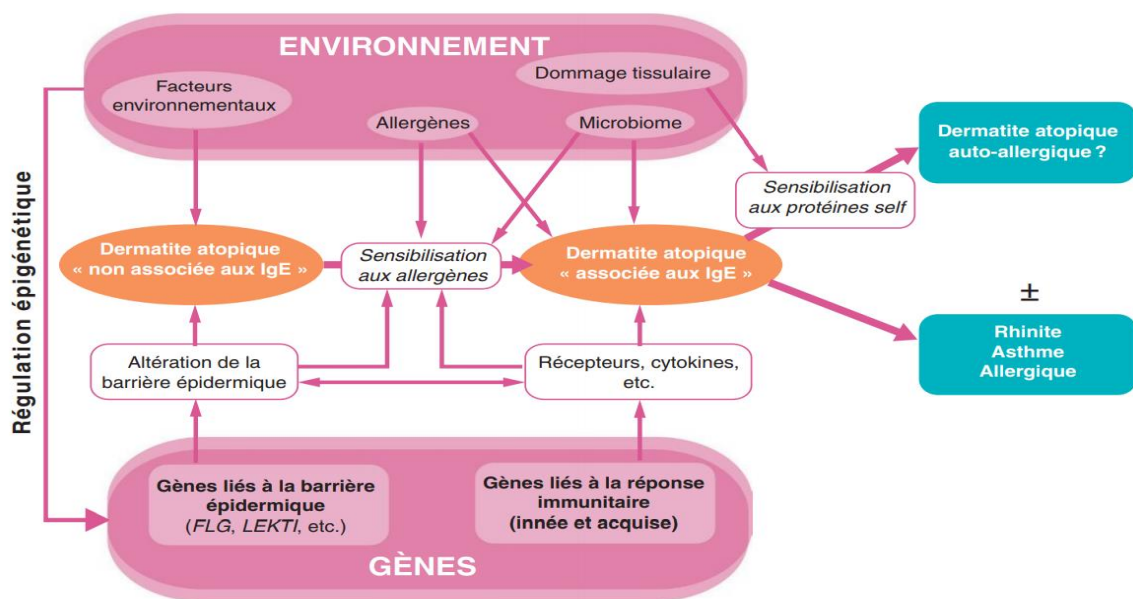 ENVIRONNEMENT
Dommage tissulaire
Facteurs
environnementaux
Allergènes
Microbiome
Dermatite atopique
auto-allergique ?
Sensibilisation
aux protéines self
Régulation épigénétique
Dermatite atopique
« non associée aux IgE »
Sensibilisation
aux allergènes
Dermatite atopique
« associée aux IgE »
±
Rhinite
Asthme
Allergique
Altération de la
barrière épidermique
Récepteurs, cytokines,
etc.
Gènes liés à la barrière
épidermique
(FLG, LEKTI, etc.)
Gènes liés à la réponse
immunitaire
(innée et acquise)
GÈNES